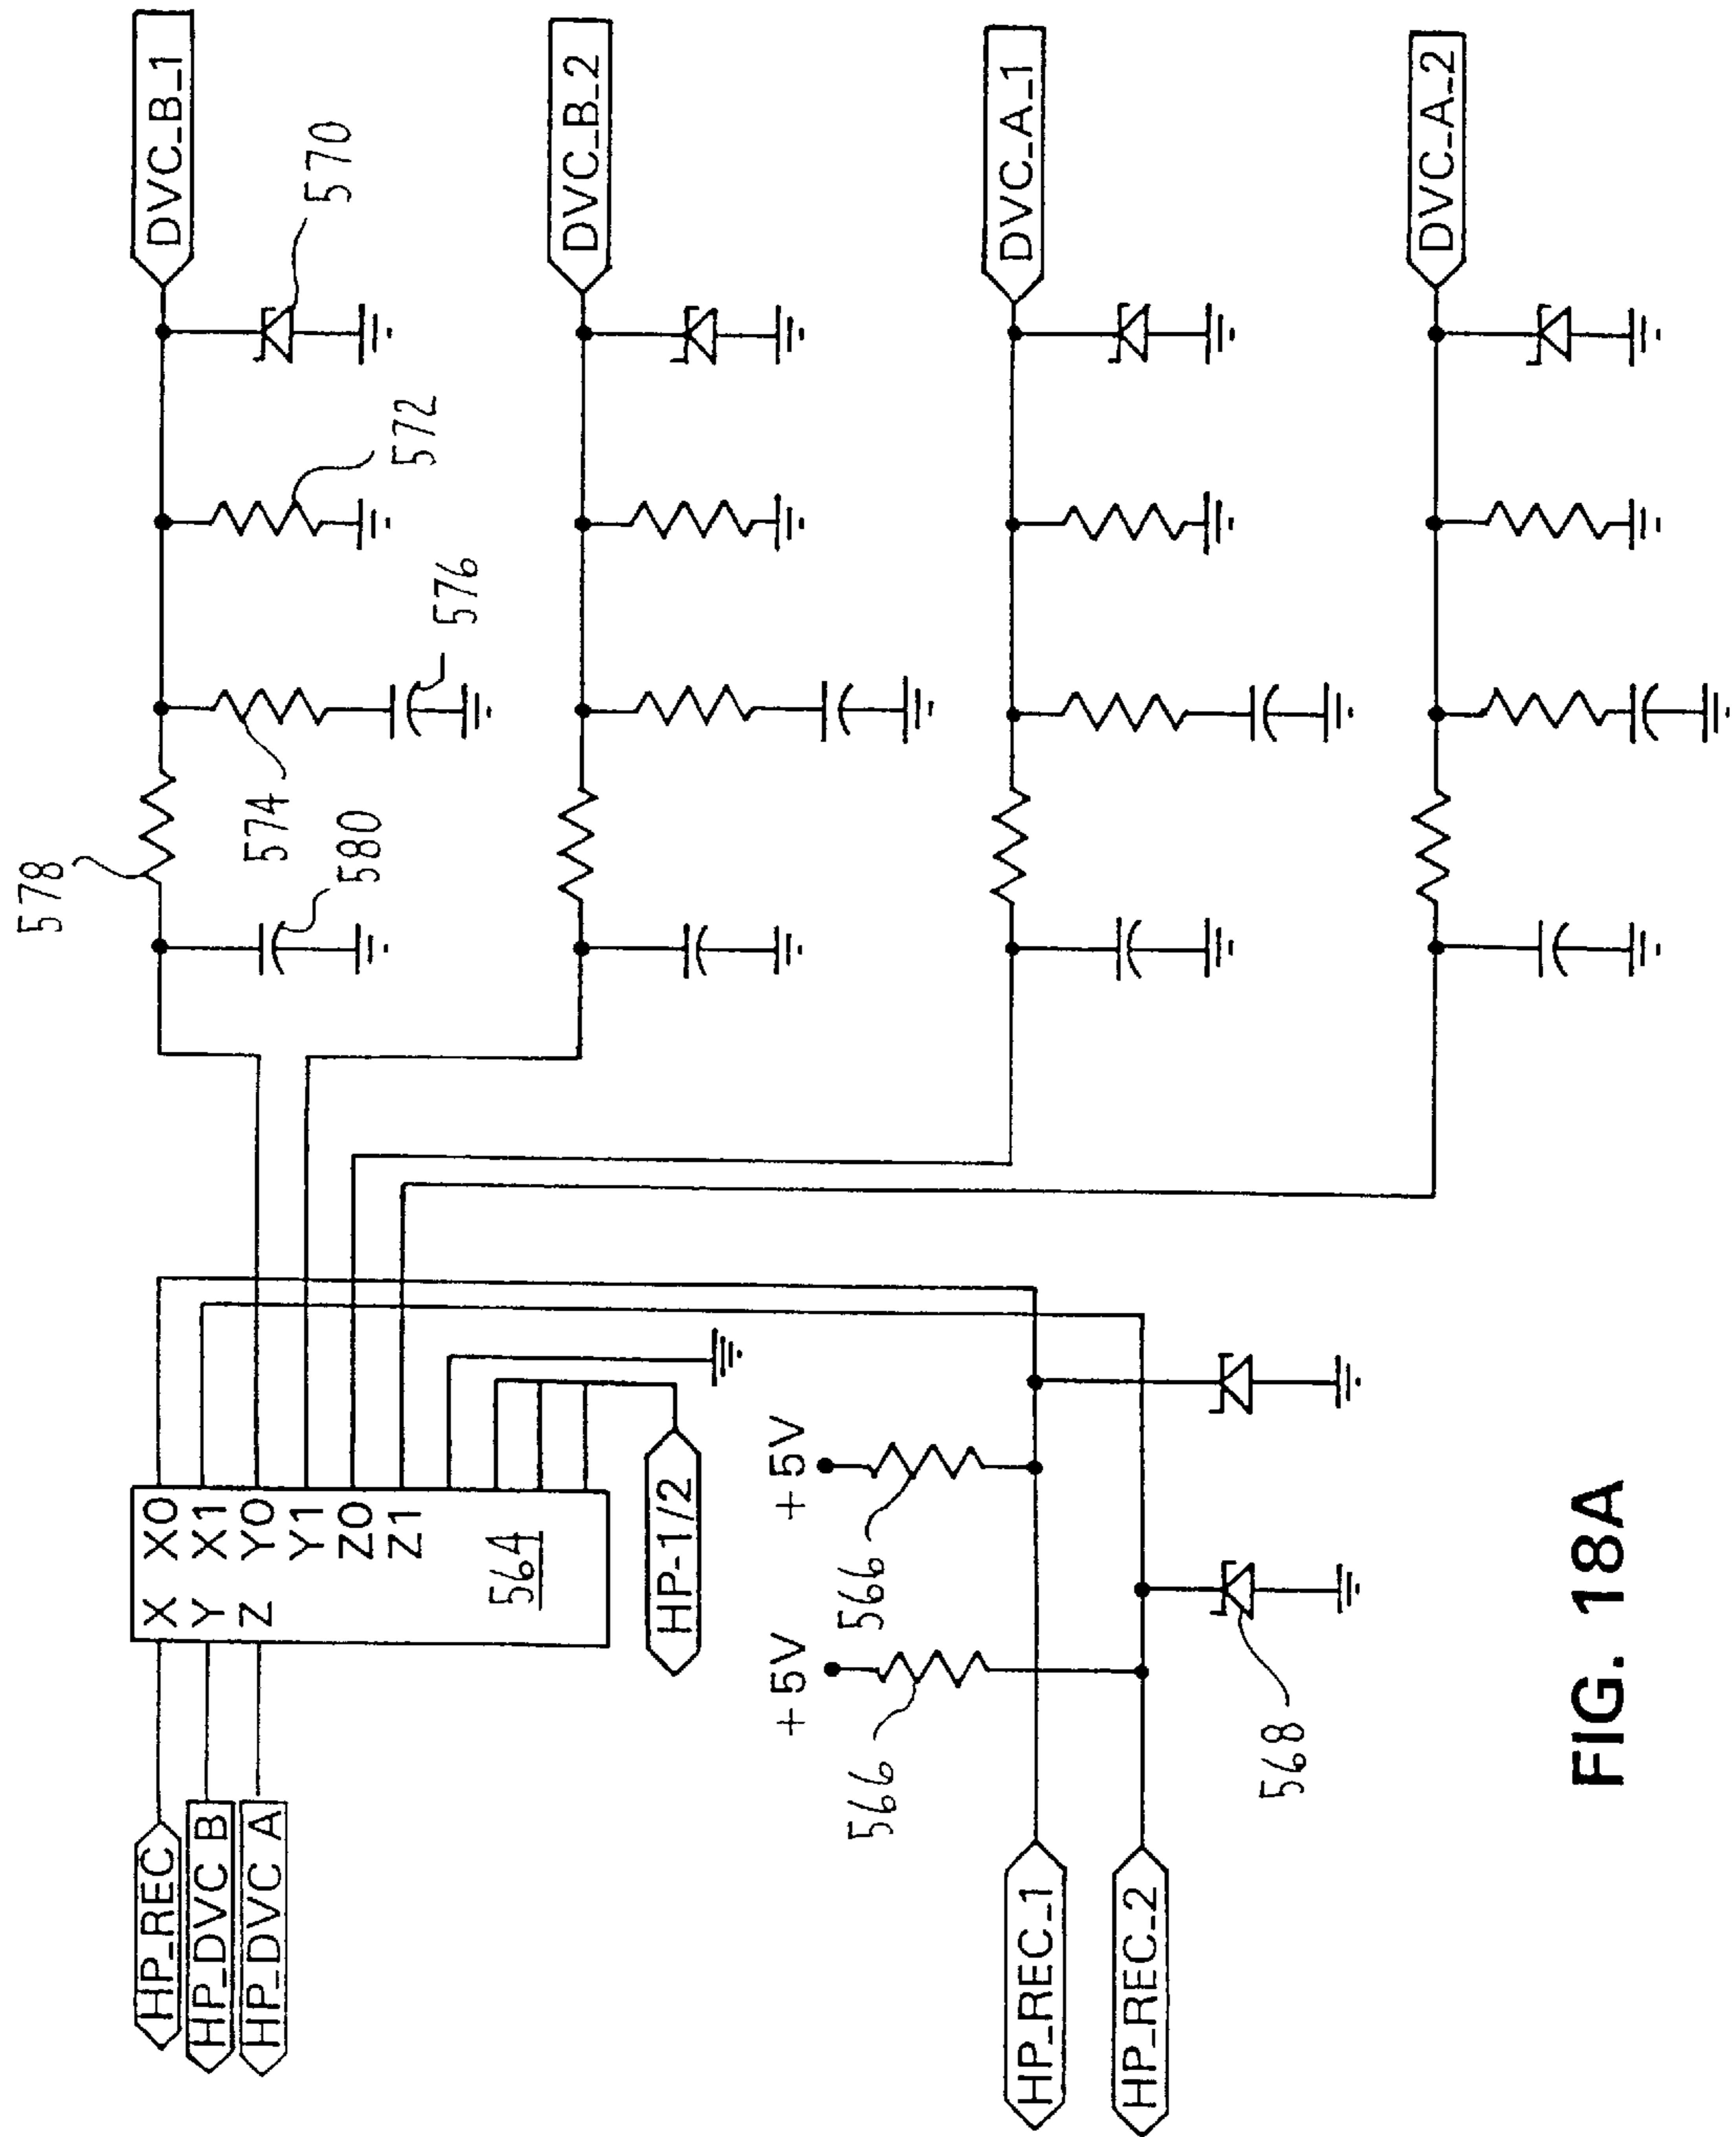 578
DVC_B_1
570
572
576
574
580
DVC_B_2
DVC_A_1
DVC_A_2
HP_REC
HP_DVC B
HP_DVC A
X X0
Y X1
Z Y0
Y1
Z0
Z1
564
HP-1/2
+5V
+5V
566
566
HP_REC_1
HP_REC_2
568
FIG. 18A